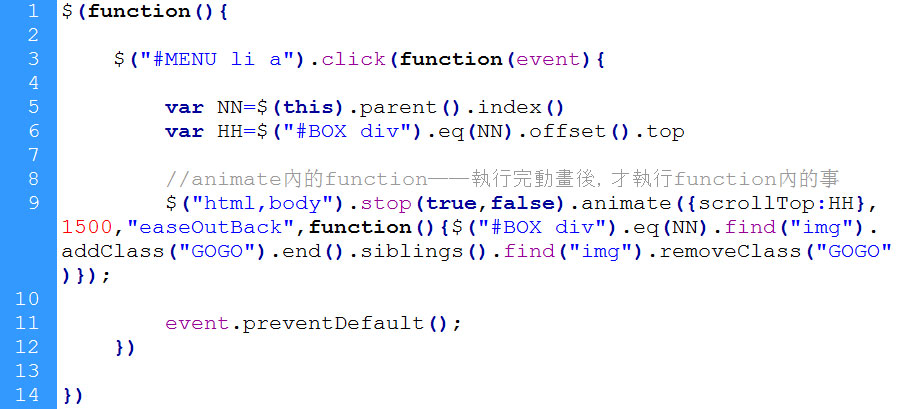 1 $(function(){
2
3 $("#MENU li a").click(function(event){
4
5 var NN=$(this).parent().index()
6 var HH=$("#BOX div").eq(NN).offset().top
7
8 //animate內的function——執行完動畫後,才執行function內的事
9 $("html,body").stop(true,false).animate({scrollTop:HH},
1500,"easeOutBack",function(){$("#BOX div").eq(NN).find("img").
addClass("GOGO").end().siblings().find("img").removeClass("GOGO"
)});
10
11 event.preventDefault();
12 })
13
14 })